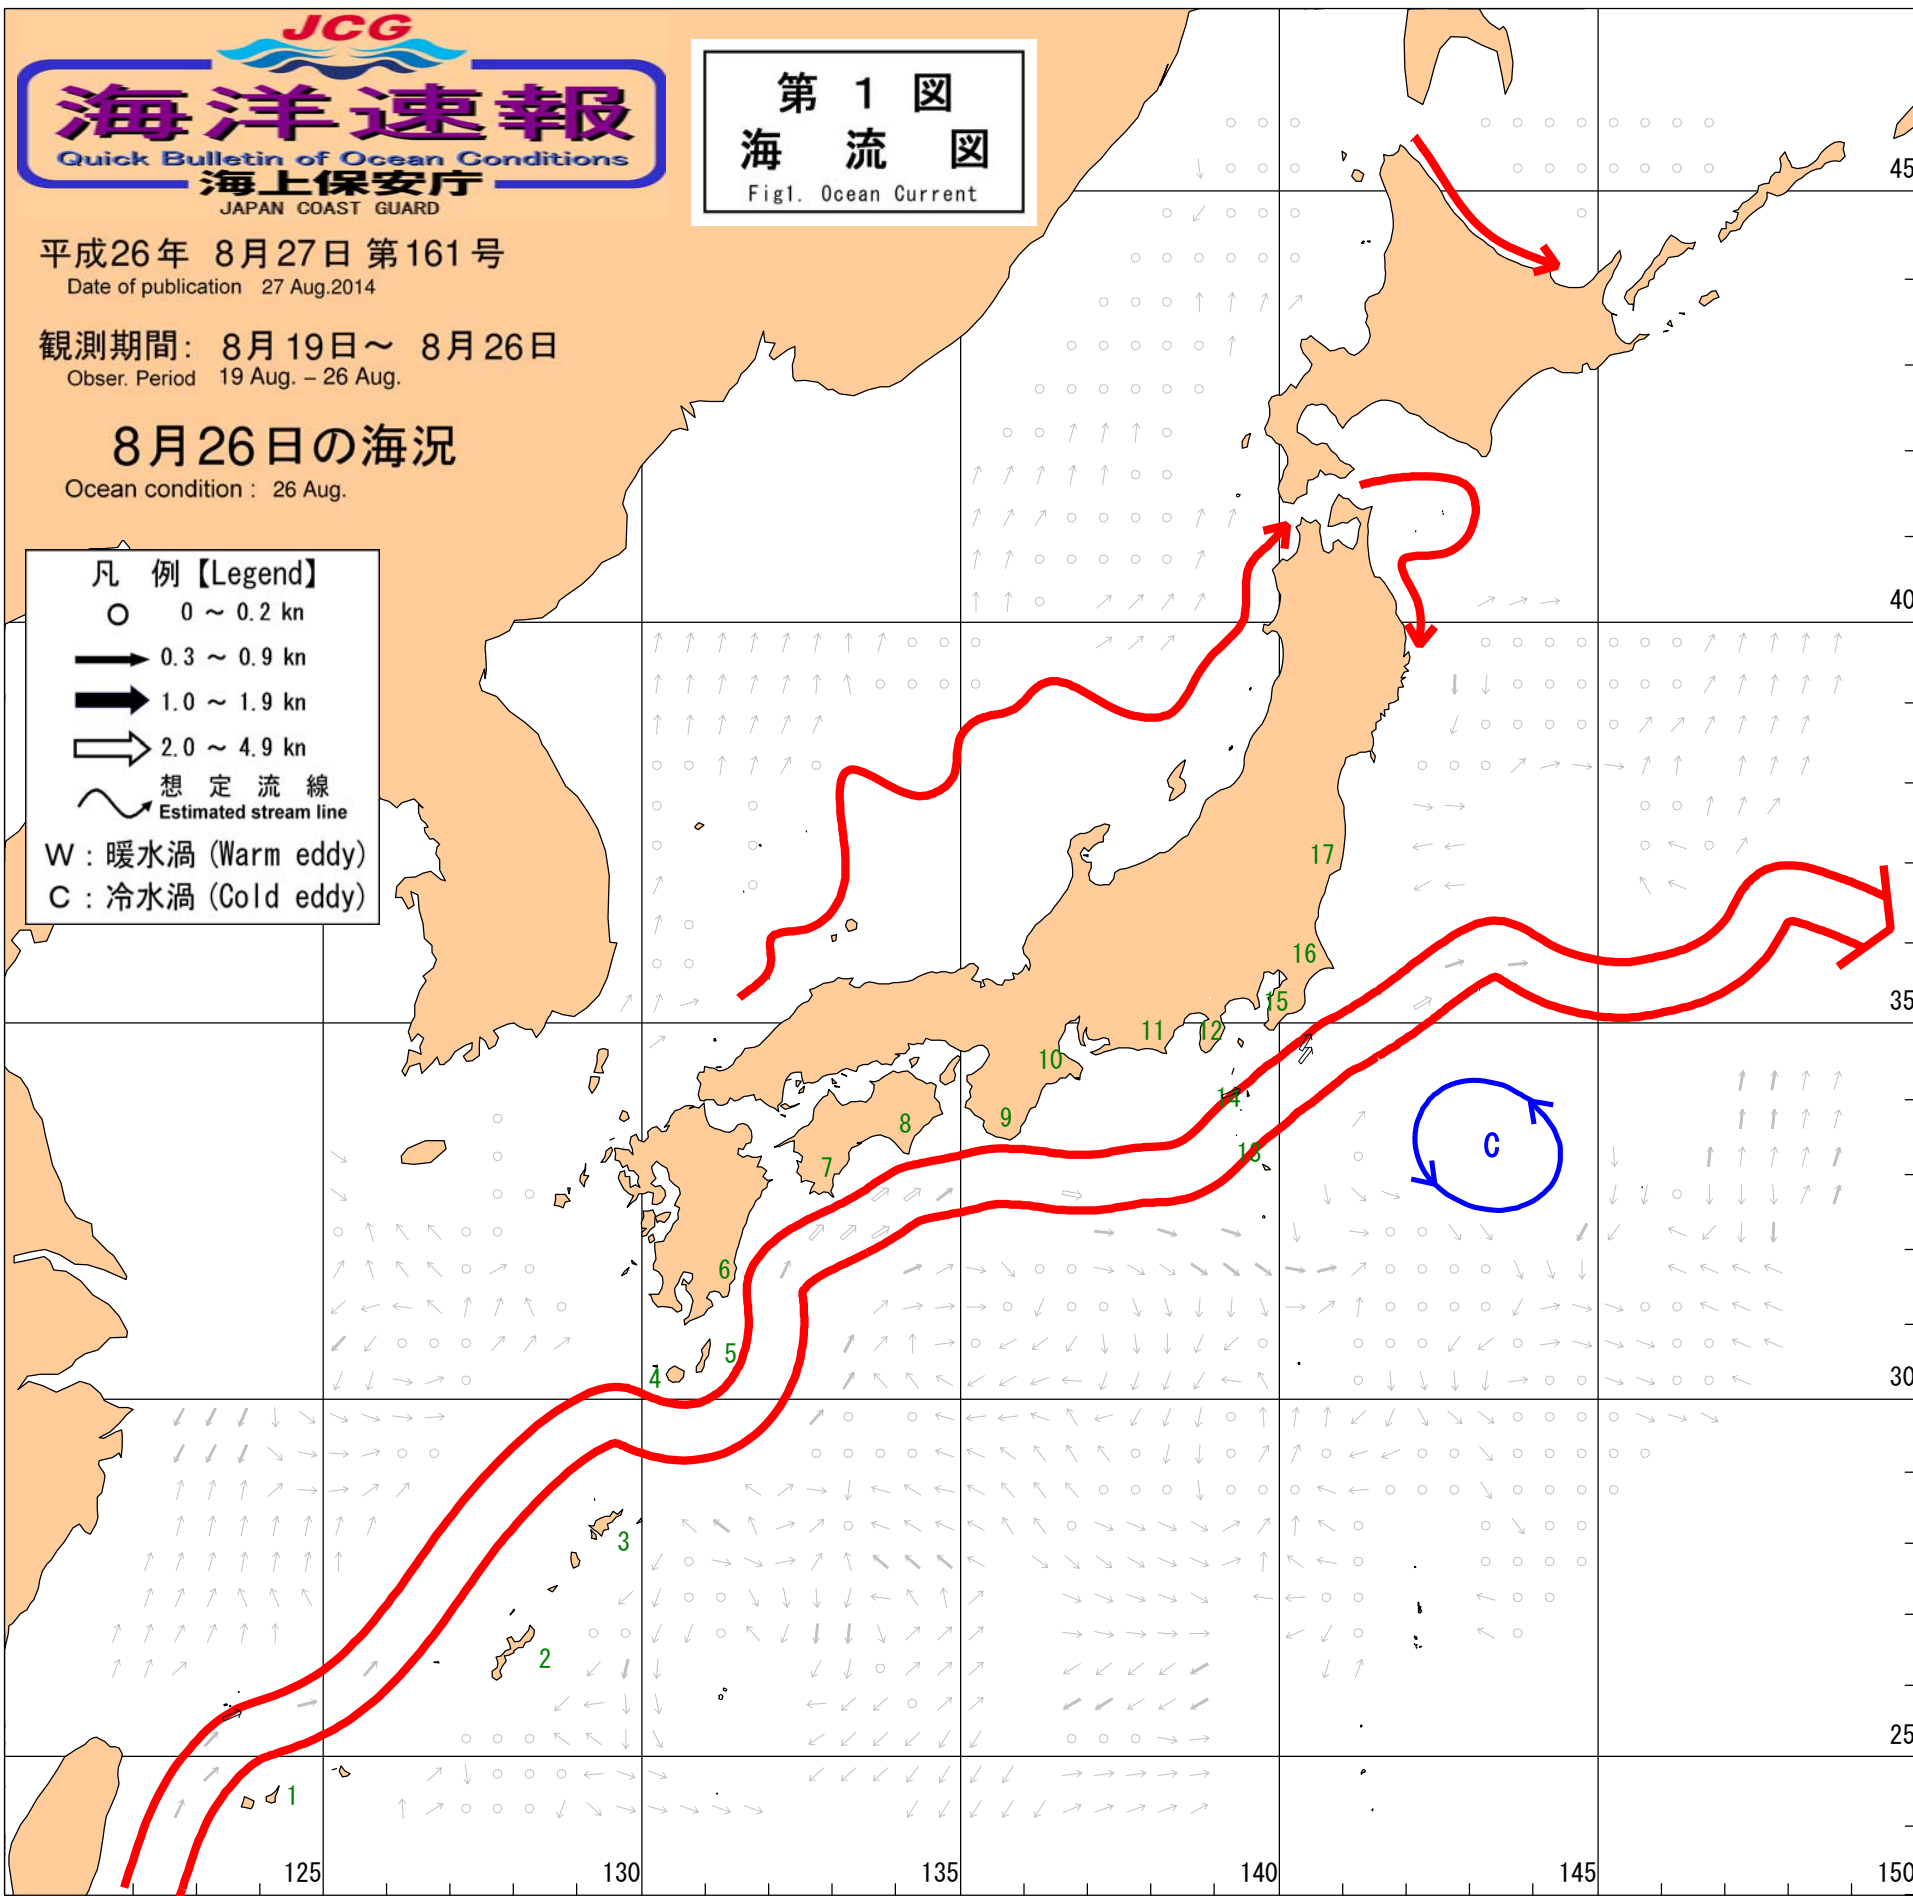 JCG
海洋速報
Quick Bulletin of Ocean Conditions
海上保安庁
JAPAN COAST GUARD
平成26年 8月27日 第161号
Date of publication 27 Aug.2014
観測期間: 8月19日～ 8月26日
Obser. Period 19 Aug. – 26 Aug.
8月26日の海況
Ocean condition : 26 Aug.
第 1 図
海 流 図
Fig1. Ocean Current
凡 例【Legend】
0 ～ 0.2 kn
0.3 ～ 0.9 kn
1.0 ～ 1.9 kn
2.0 ～ 4.9 kn
想 定 流 線
Estimated stream line
W : 暖水渦 (Warm eddy)
C : 冷水渦 (Cold eddy)
45
40
17
16
35
15
11
12
10
14
9
8
13
C
7
6
5
4
30
3
2
25
1
125
130
135
140
145
150